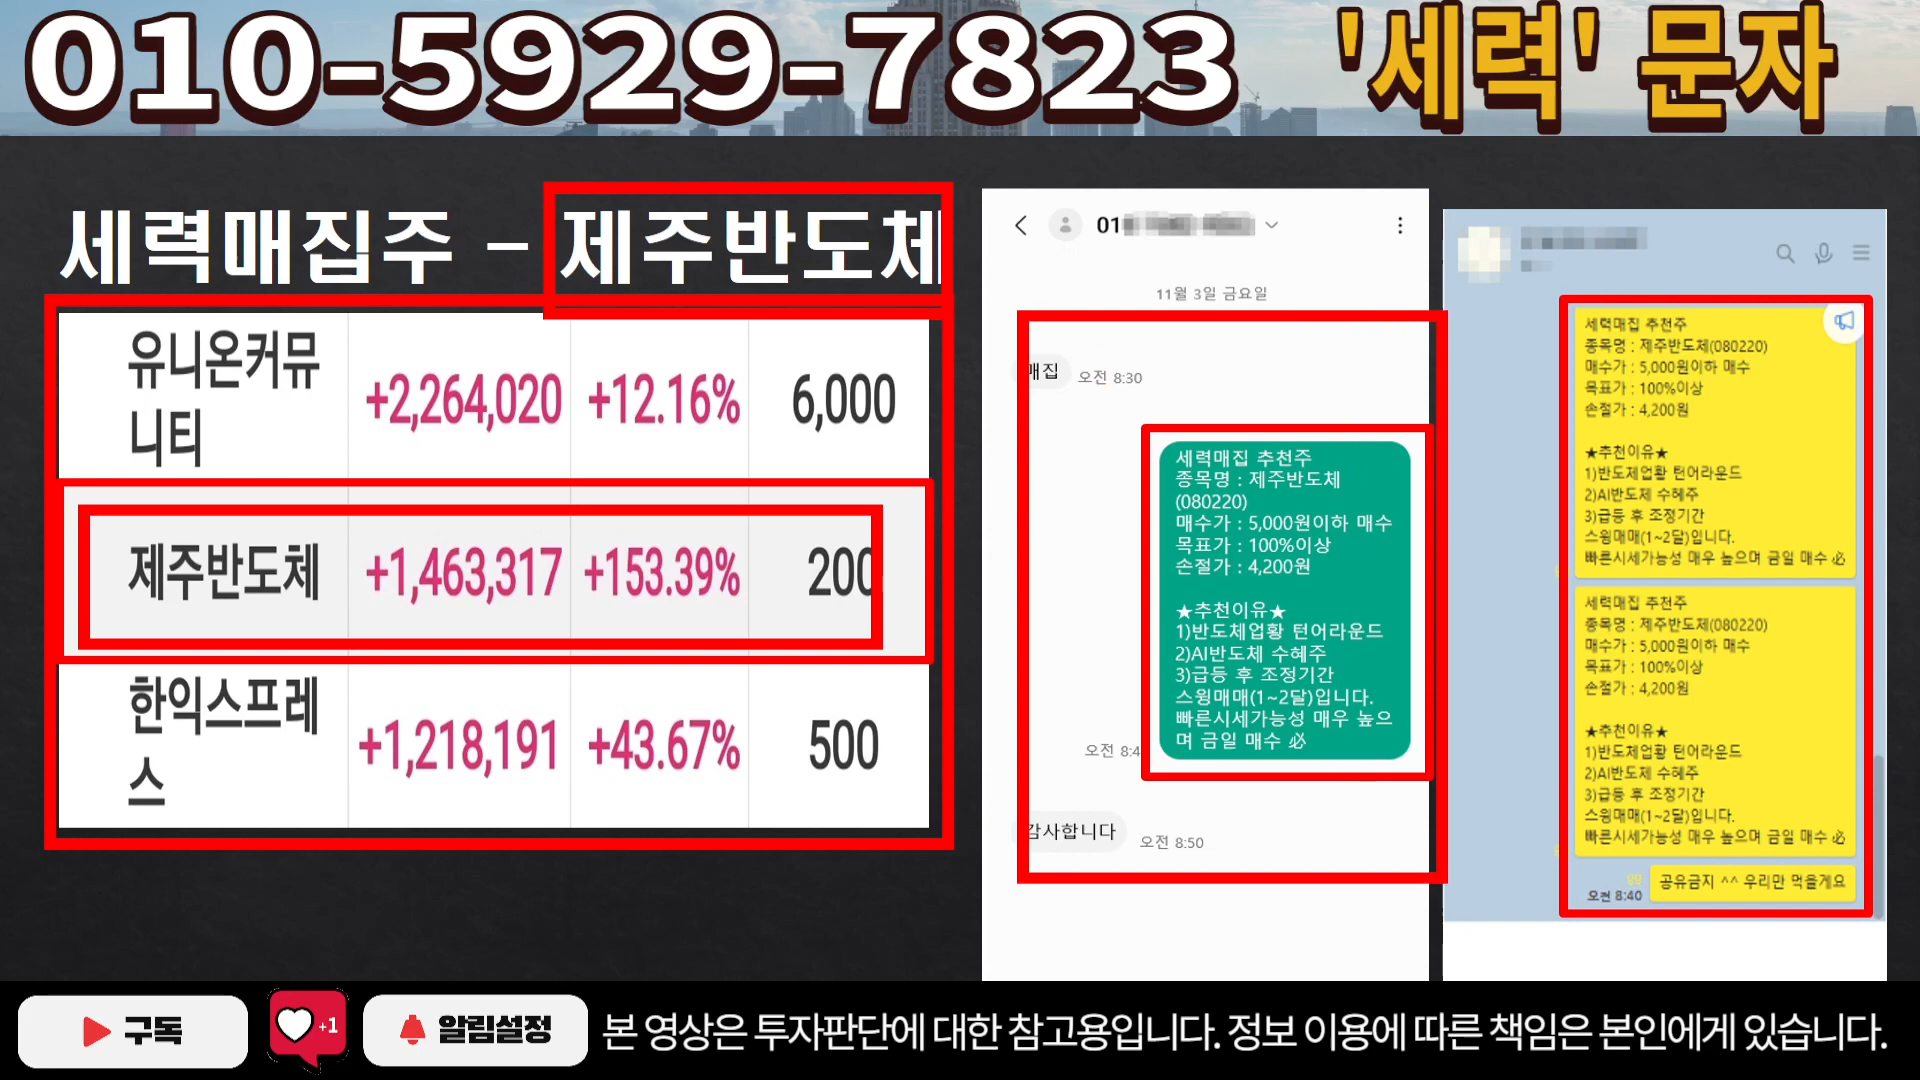 010-5929-7823 '세력' 문자
세력매집주 - 제주반도체
유니온커뮤
니티
+2,264,020 +12.16% 6,000
제주반도체 +1,463,317 +153.39% 200
한익스프레
스
+1,218,191 +43.67% 500
01
11월 3일 금요일
매집 오전 8:30
세력매집 추천주
종목명 : 제주반도체
(080220)
매수가 : 5,000원이하 매수
목표가 : 100%이상
손절가 : 4,200원
★추천이유★
1)반도체업황 턴어라운드
2)AI반도체 수혜주
3)급등 후 조정기간
스윙매매(1~2달)입니다.
빠른시세가능성 매우 높으
며 금일 매수 必
오전 8:4
감사합니다 오전 8:50
세력매집 추천주
종목명 : 제주반도체(080220)
매수가 : 5,000원이하 매수
목표가 : 100%이상
손절가 : 4,200원
★추천이유★
1)반도체업황 턴어라운드
2)AI반도체 수혜주
3)급등 후 조정기간
스윙매매(1~2달)입니다.
빠른시세가능성 매우 높으며 금일 매수 必
세력매집 추천주
종목명 : 제주반도체(080220)
매수가 : 5,000원이하 매수
목표가 : 100%이상
손절가 : 4,200원
★추천이유★
1)반도체업황 턴어라운드
2)AI반도체 수혜주
3)급등 후 조정기간
스윙매매(1~2달)입니다.
빠른시세가능성 매우 높으며 금일 매수 必
오전 8:40 공유금지 ^^ 우리만 먹을게요
구독 +1 알림설정 본 영상은 투자판단에 대한 참고용입니다. 정보 이용에 따른 책임은 본인에게 있습니다.